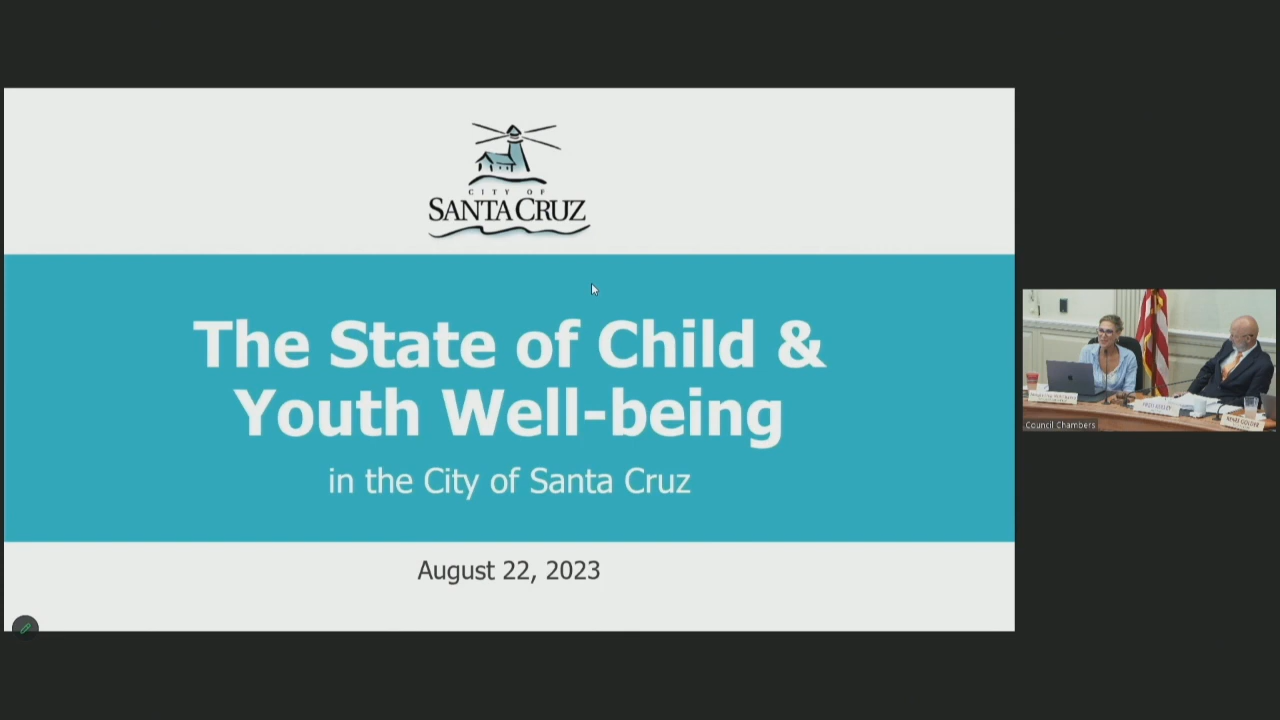 CITY OF
SANTA CRUZ
The State of Child &
Youth Well-being
in the City of Santa Cruz
August 22, 2023
Council Chambers